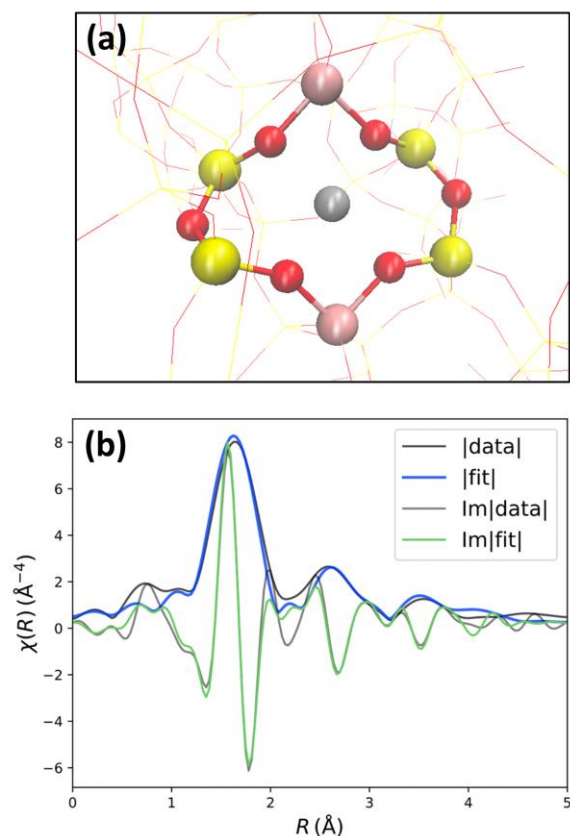 (a)
(b)
|data|
|fit|
Im|data|
Im|fit|
χ(R) (Å⁻⁴)
8
6
4
2
0
−2
−4
−6
0 1 2 3 4 5
R (Å)